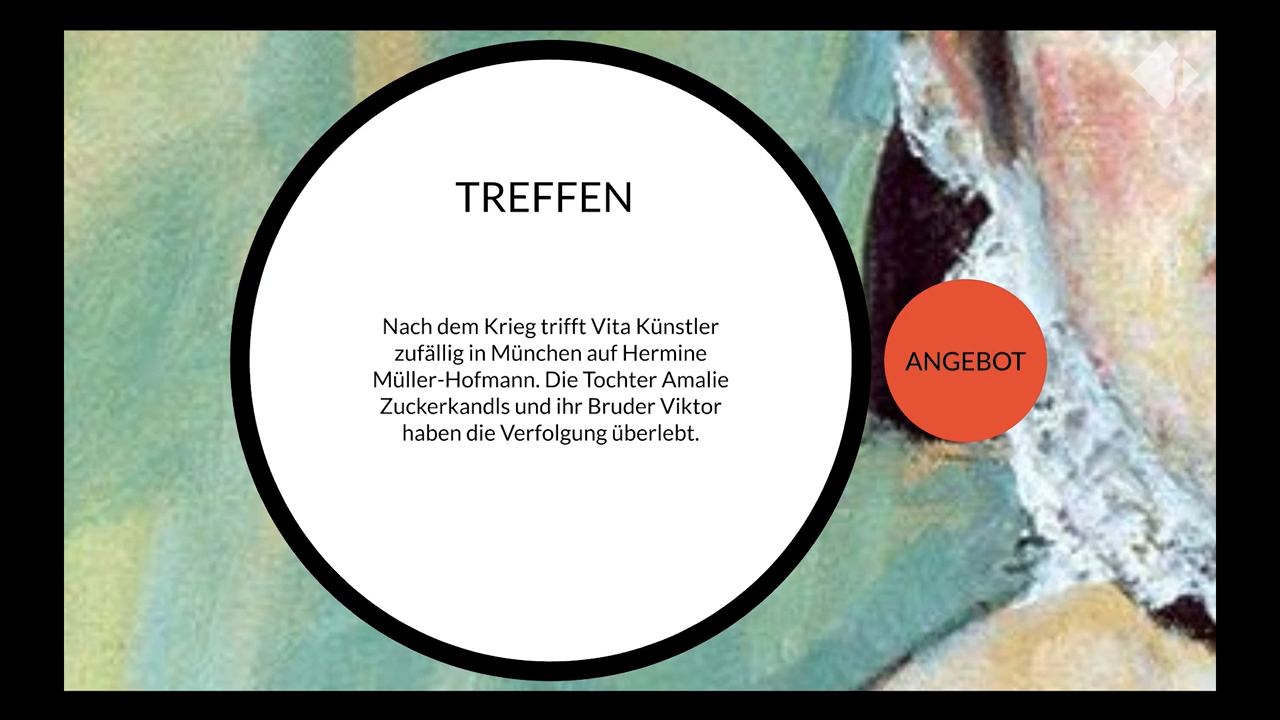 TREFFEN
Nach dem Krieg trifft Vita Künstler
zufällig in München auf Hermine
Müller-Hofmann. Die Tochter Amalie
Zuckerkandls und ihr Bruder Viktor
haben die Verfolgung überlebt.
ANGEBOT